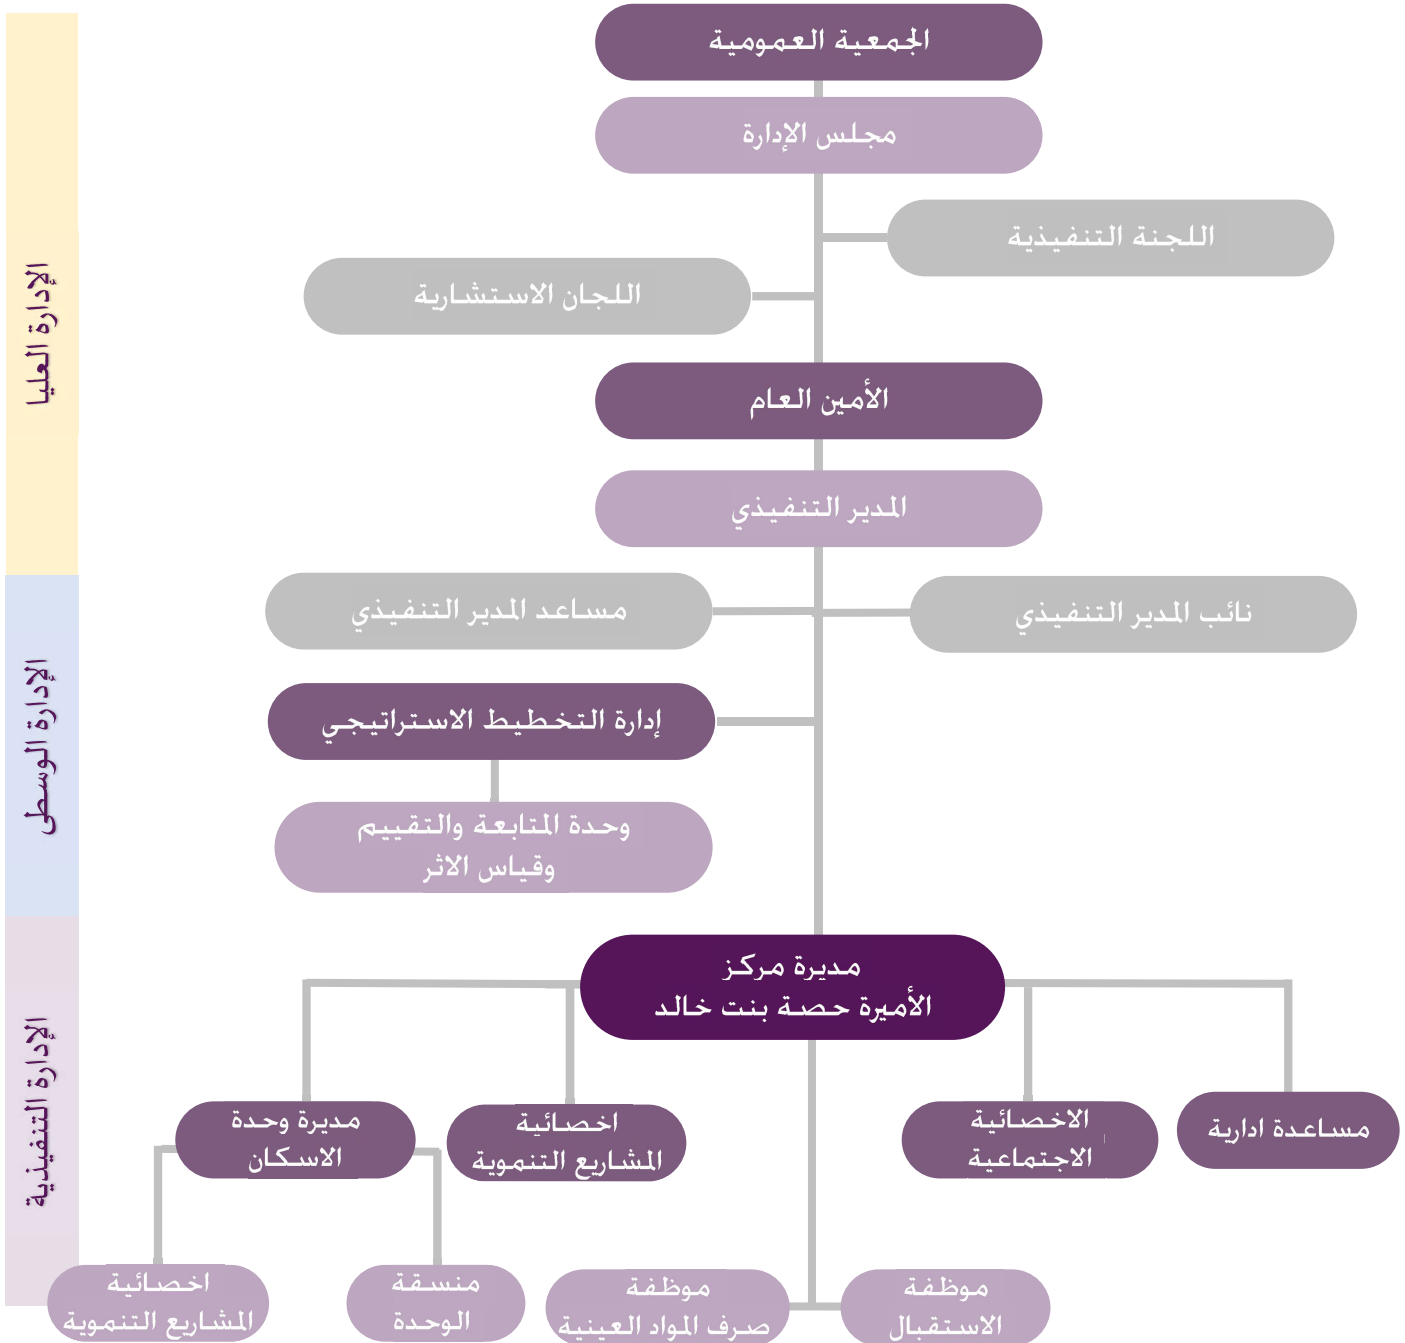 الجمعية العمومية
مجلس الإدارة
اللجنة التنفيذية
اللجان الاستشارية
الإدارة العليا
الأمين العام
المدير التنفيذي
نائب المدير التنفيذي
مساعد المدير التنفيذي
إدارة التخطيط الاستراتيجي
الإدارة الوسطى
وحدة المتابعة والتقييم
وقياس الاثر
مديرة مركز
الأميرة حصة بنت خالد
الإدارة التنفيذية
مساعدة ادارية
الاخصائية
الاجتماعية
اخصائية
المشاريع التنموية
مديرة وحدة
الاسكان
موظفة
الاستقبال
موظفة
صرف المواد العينية
منسقة
الوحدة
اخصائية
المشاريع التنموية